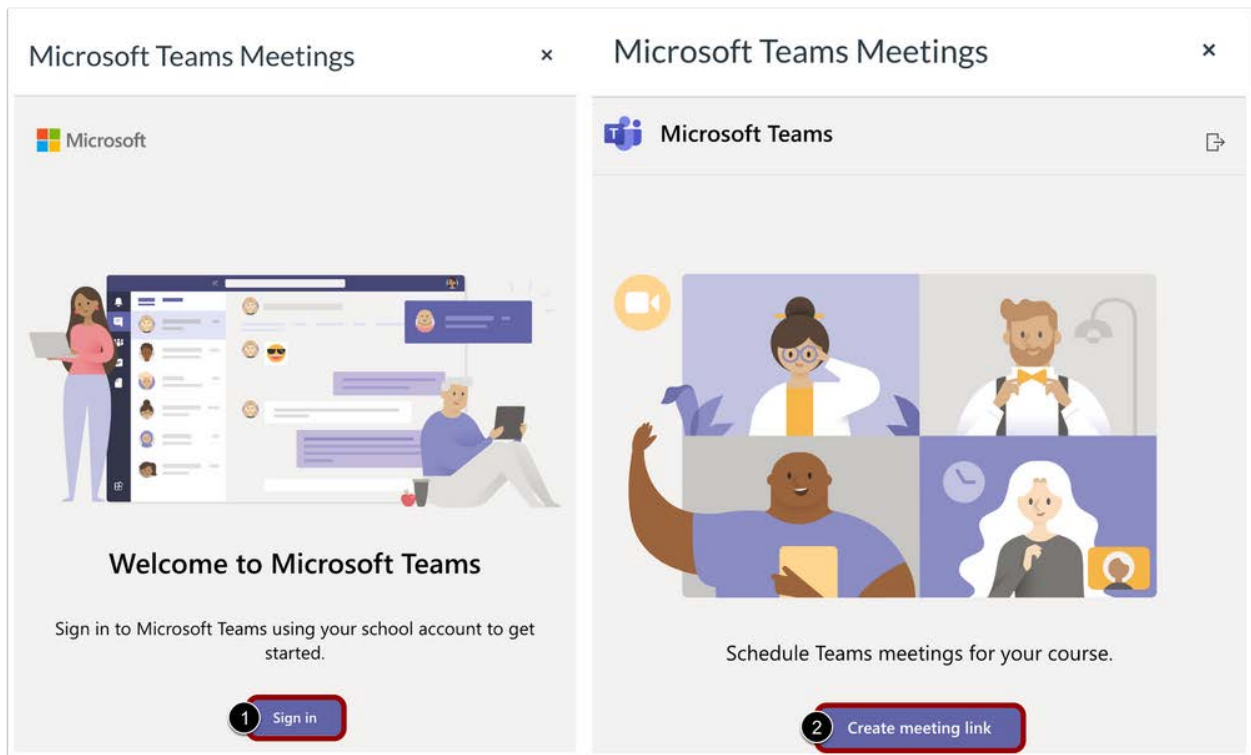 Microsoft Teams Meetings ×
Microsoft
Welcome to Microsoft Teams
Sign in to Microsoft Teams using your school account to get
started.
1 Sign in
Microsoft Teams Meetings ×
T Microsoft Teams
Schedule Teams meetings for your course.
2 Create meeting link